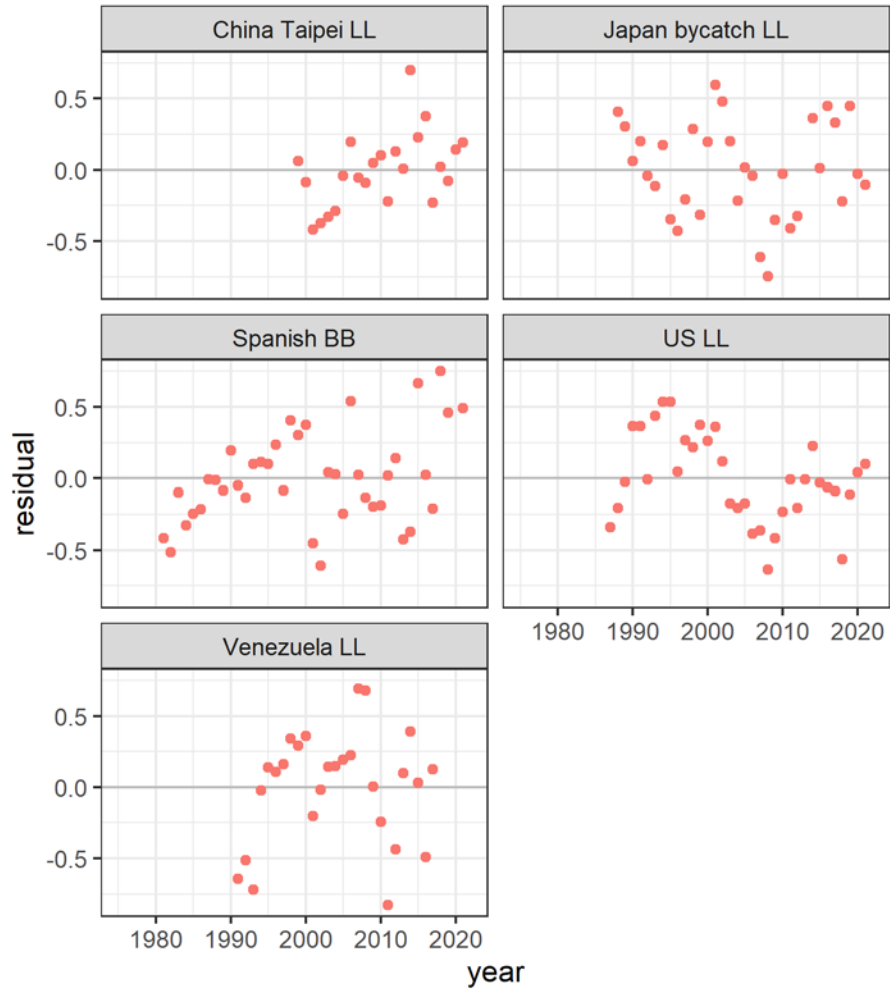 China Taipei LL
Japan bycatch LL
0.5
0.0
-0.5
Spanish BB
US LL
0.5
0.0
-0.5
1980 1990 2000 2010 2020
Venezuela LL
0.5
0.0
-0.5
1980 1990 2000 2010 2020
residual
year